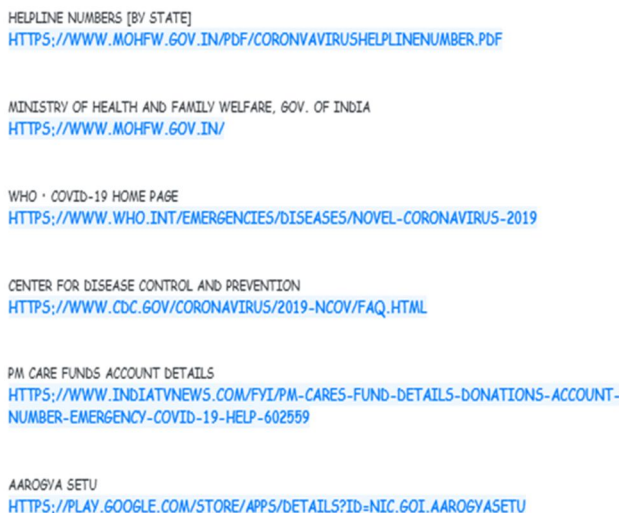 HELPLINE NUMBERS [BY STATE]
HTTPS://WWW.MOHFW.GOV.IN/PDF/CORONVAVIRUSHELPLINENUMBER.PDF
MINISTRY OF HEALTH AND FAMILY WELFARE, GOV. OF INDIA
HTTPS://WWW.MOHFW.GOV.IN/
WHO · COVID-19 HOME PAGE
HTTPS://WWW.WHO.INT/EMERGENCIES/DISEASES/NOVEL-CORONAVIRUS-2019
CENTER FOR DISEASE CONTROL AND PREVENTION
HTTPS://WWW.CDC.GOV/CORONAVIRUS/2019-NCOV/FAQ.HTML
PM CARE FUNDS ACCOUNT DETAILS
HTTPS://WWW.INDIATVNEWS.COM/FYI/PM-CARES-FUND-DETAILS-DONATIONS-ACCOUNT-
NUMBER-EMERGENCY-COVID-19-HELP-602559
AAROGYA SETU
HTTPS://PLAY.GOOGLE.COM/STORE/APPS/DETAILS?ID=NIC.GOI.AAROGYASETU